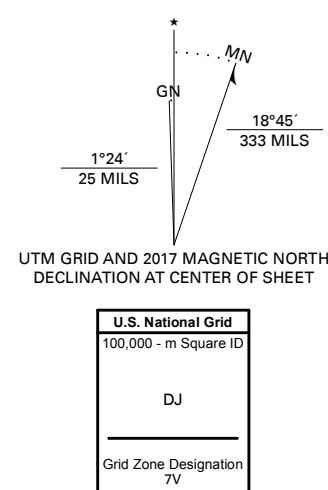 ★
MN
GN
18°45´
333 MILS
1°24´
25 MILS
UTM GRID AND 2017 MAGNETIC NORTH
DECLINATION AT CENTER OF SHEET
U.S. National Grid
100,000 - m Square ID
DJ
Grid Zone Designation
7V